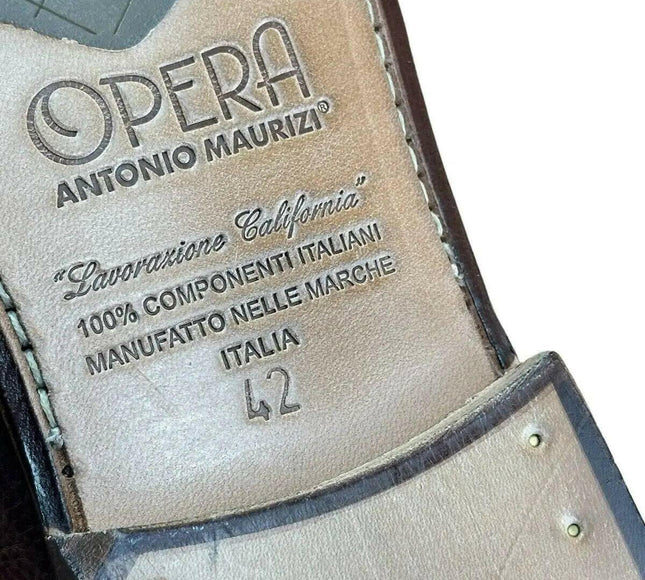 OPERA
ANTONIO MAURIZI®
"Lavorazione California"
100% COMPONENTI ITALIANI
MANUFATTO NELLE MARCHE
ITALIA
42